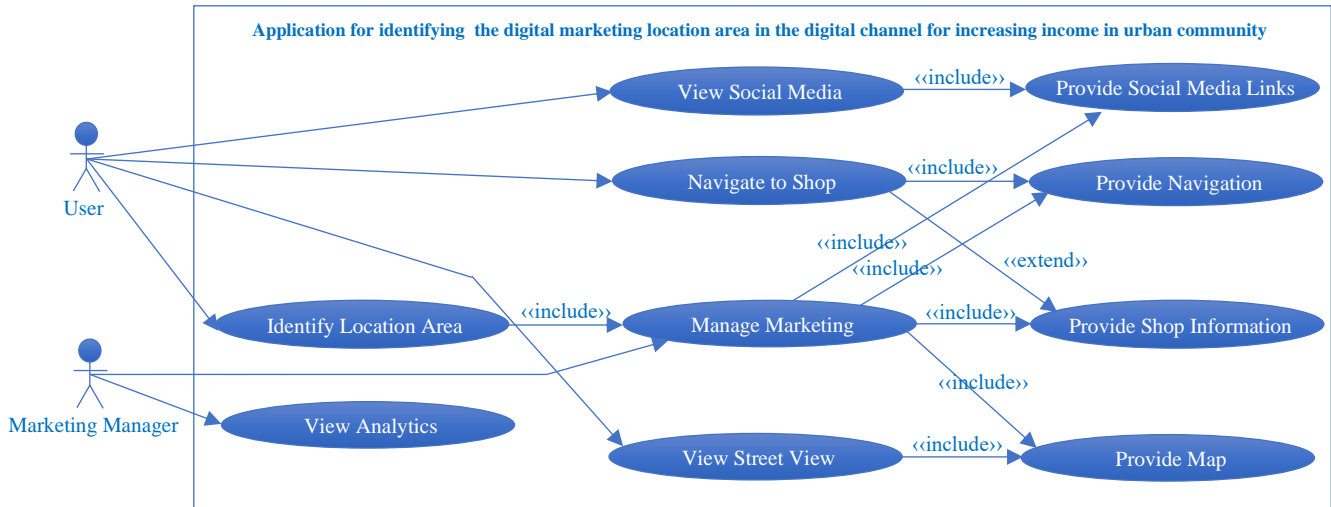 Application for identifying the digital marketing location area in the digital channel for increasing income in urban community
View Social Media
‹‹include››
Provide Social Media Links
User
Navigate to Shop
‹‹include››
Provide Navigation
‹‹include››
‹‹include››
‹‹extend››
Identify Location Area
‹‹include››
Manage Marketing
‹‹include››
Provide Shop Information
‹‹include››
Marketing Manager
View Analytics
View Street View
‹‹include››
Provide Map